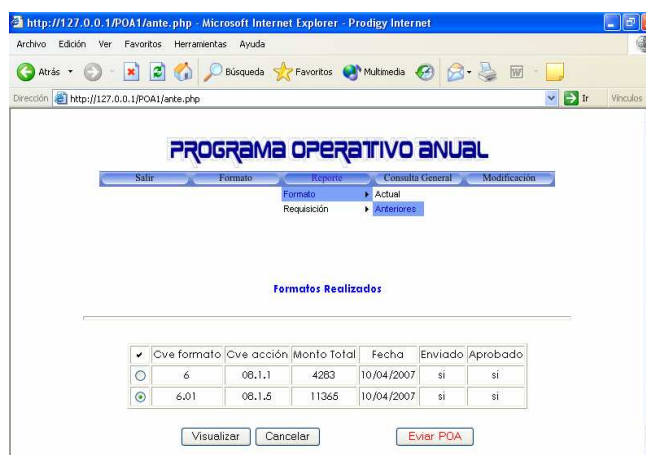 http://127.0.0.1/POA1/ante.php - Microsoft Internet Explorer - Prodigy Internet
Archivo Edición Ver Favoritos Herramientas Ayuda
Atrás Búsqueda Favoritos Multimedia
Dirección http://127.0.0.1/POA1/ante.php Ir Vínculos
PROGRAMA OPERATIVO ANUAL
Salir Formato Reporte Consulta General Modificación
Formato Actual
Requisición Anteriores
Formatos Realizados
Cve formato Cve acción Monto Total Fecha Enviado Aprobado
6 08.1.1 4283 10/04/2007 si si
6.01 08.1.5 11365 10/04/2007 si si
Visualizar Cancelar Eviar POA